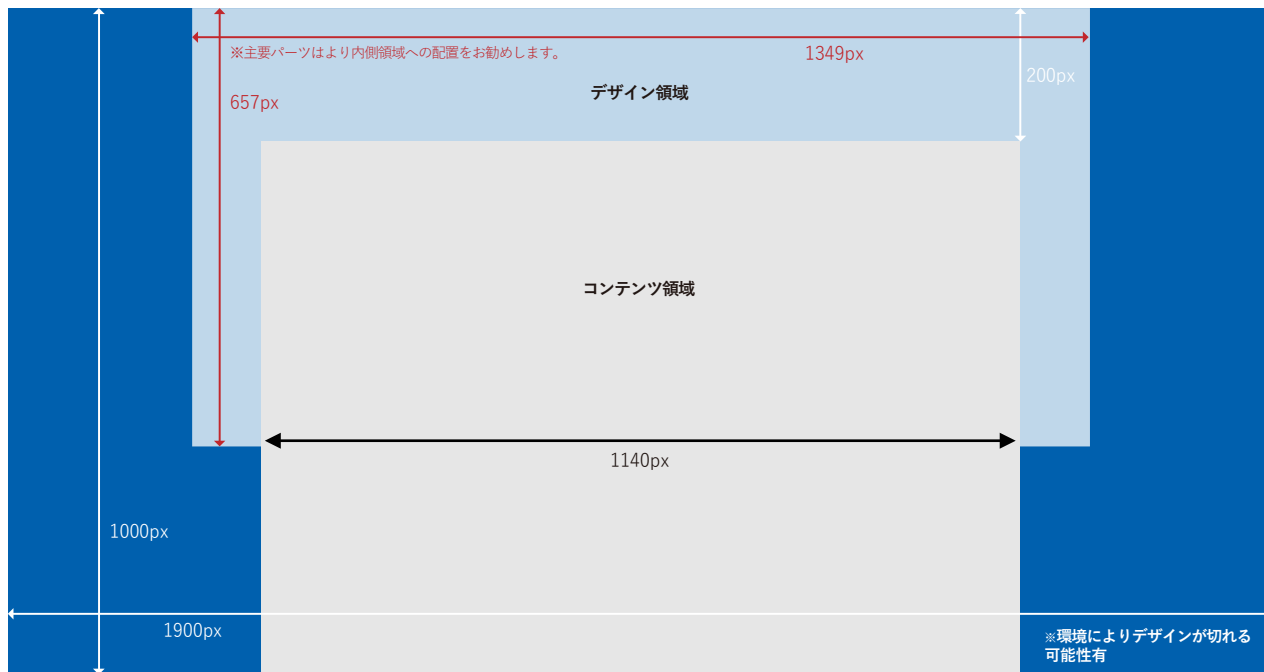 ※主要パーツはより内側領域への配置をお勧めします。
1349px
200px
657px
デザイン領域
コンテンツ領域
1140px
1000px
1900px
※環境によりデザインが切れる
可能性有